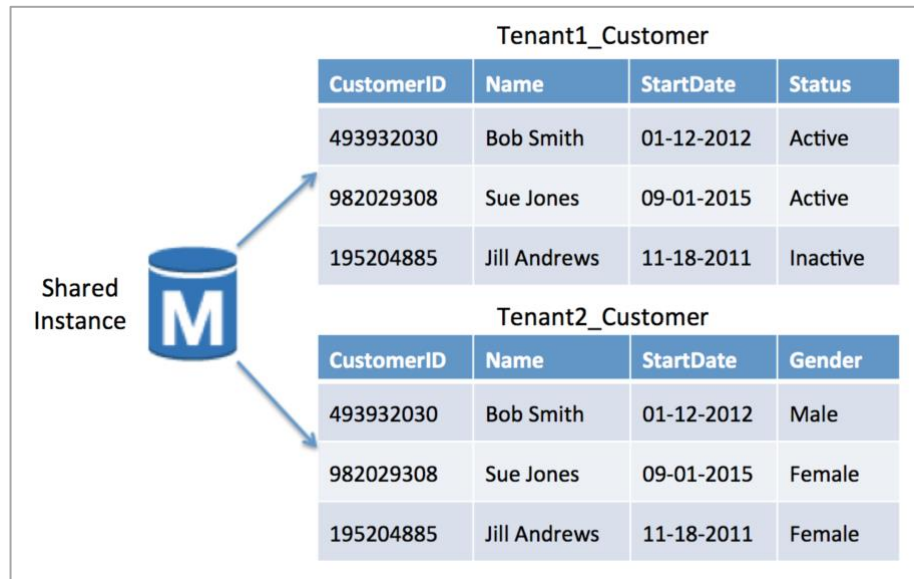 Tenant1_Customer
CustomerID Name StartDate Status
493932030 Bob Smith 01-12-2012 Active
982029308 Sue Jones 09-01-2015 Active
195204885 Jill Andrews 11-18-2011 Inactive
Shared
Instance
M
Tenant2_Customer
CustomerID Name StartDate Gender
493932030 Bob Smith 01-12-2012 Male
982029308 Sue Jones 09-01-2015 Female
195204885 Jill Andrews 11-18-2011 Female